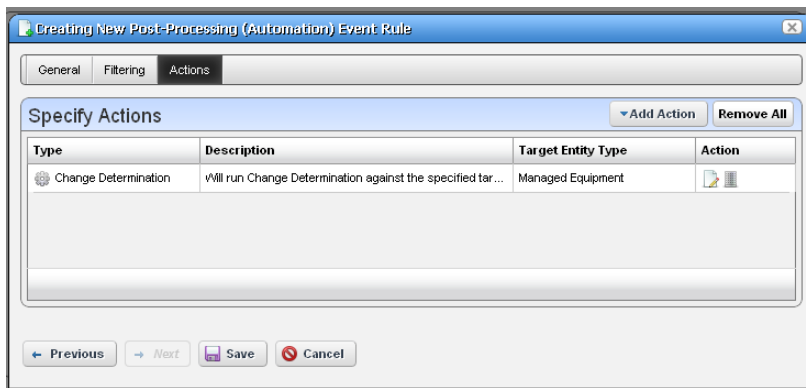 Creating New Post-Processing (Automation) Event Rule
General Filtering Actions
Specify Actions Add Action Remove All
Type Description Target Entity Type Action
Change Determination Will run Change Determination against the specified tar... Managed Equipment
Previous Next Save Cancel